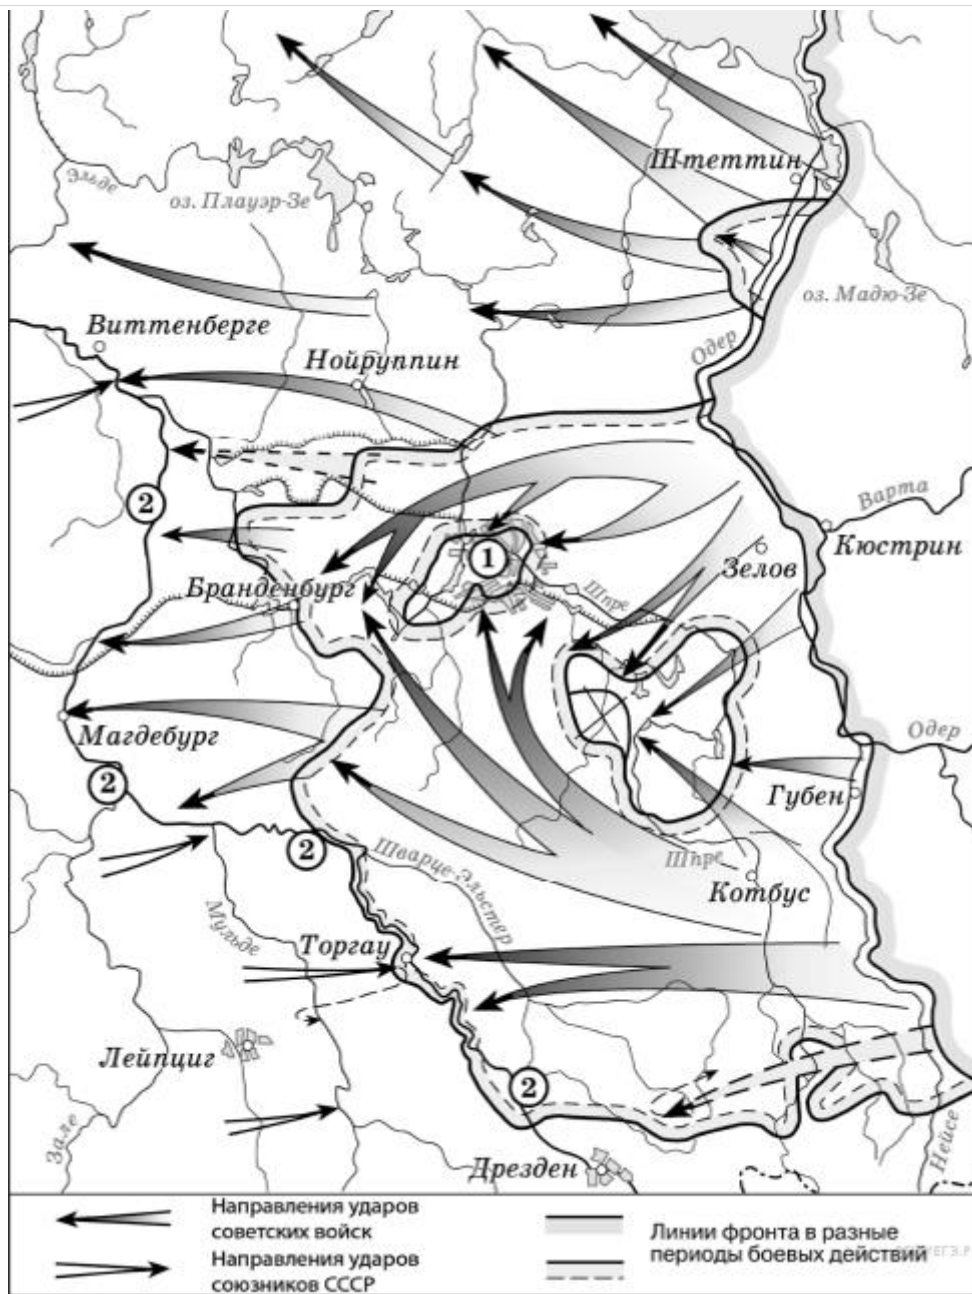 Штеттин
Эльде
оз. Плауэр-Зе
оз. Мадю-Зе
Виттенберге
Одер
Нойруппин
2
Варта
1
Кюстрин
Зелов
Бранденбург
Шпре
Магдебург
Одер
2
Губен
2
Шварце-Эльстер
Шпре
Котбус
Мульде
Торгау
Лейпциг
2
Зале
Нейсе
Дрезден
Направления ударов
советских войск
Направления ударов
союзников СССР
Линии фронта в разные
периоды боевых действий